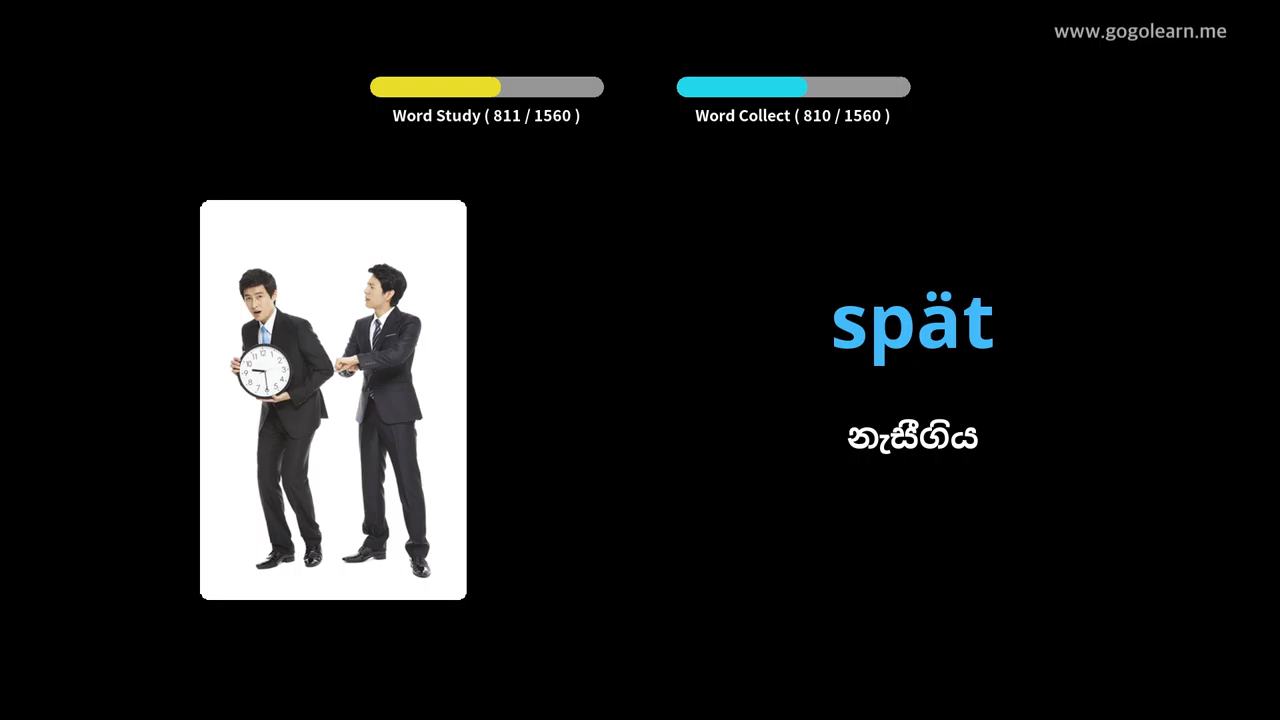 www.gogolearn.me
Word Study ( 811 / 1560 )
Word Collect ( 810 / 1560 )
spät
නැසීගිය